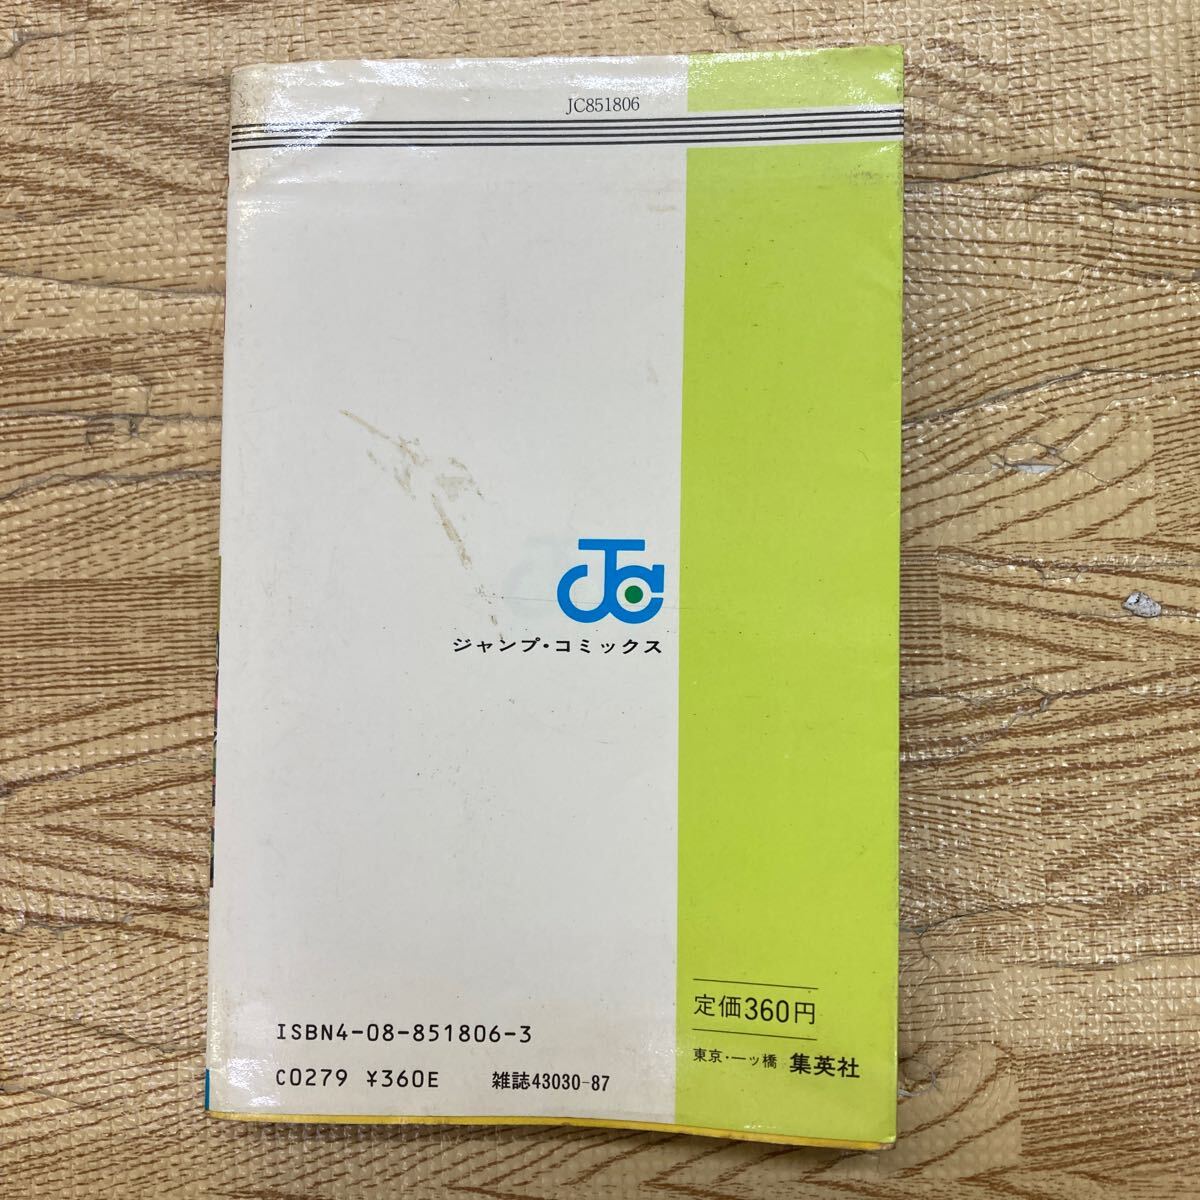 JC851806
JC
ジャンプ・コミックス
定価360円
東京・一ツ橋 集英社
ISBN4-08-851806-3
C0279 ¥360E 雑誌43030-87